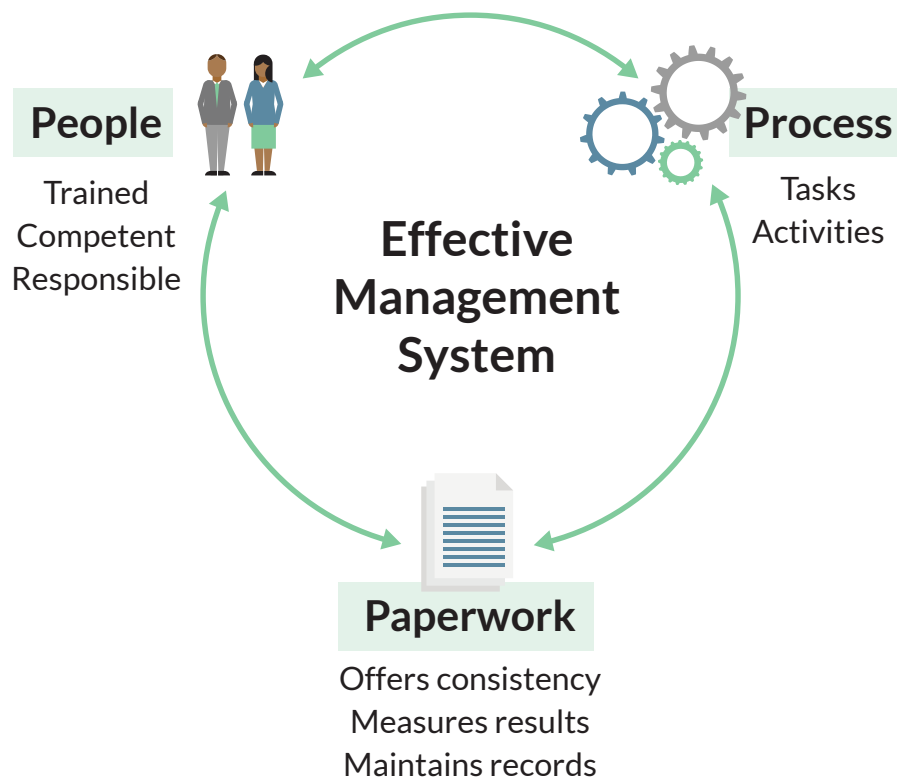 People
Trained
Competent
Responsible
Process
Tasks
Activities
Effective
Management
System
Paperwork
Offers consistency
Measures results
Maintains records